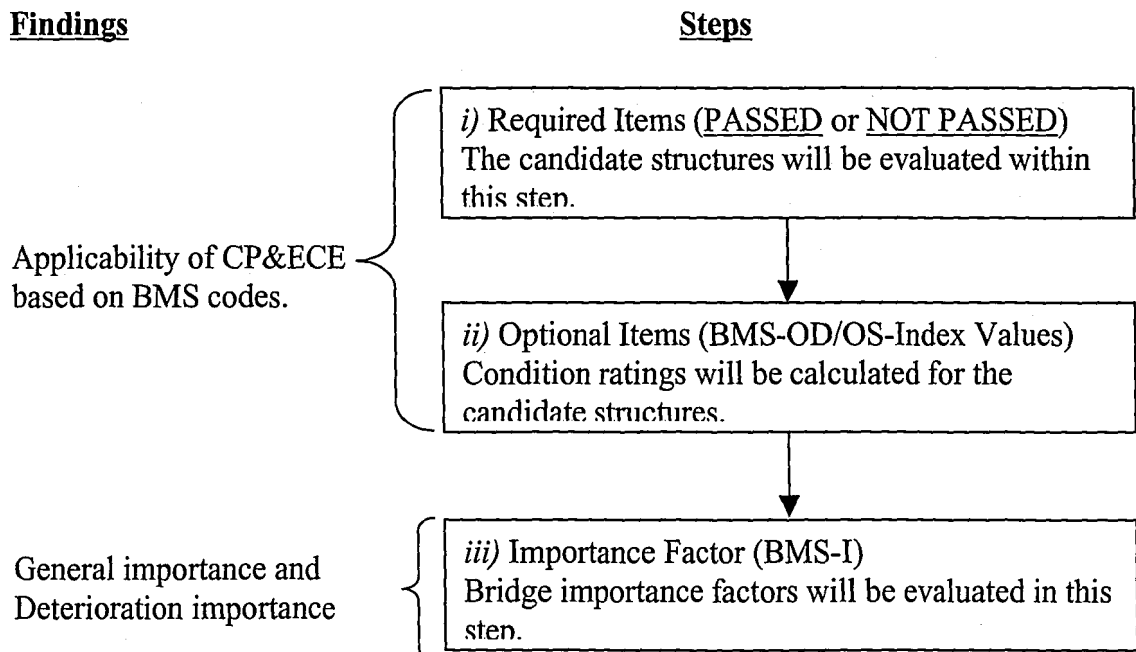 Findings
Steps
i) Required Items (PASSED or NOT PASSED)
The candidate structures will be evaluated within
this step.
Applicability of CP&ECE
based on BMS codes.
ii) Optional Items (BMS-OD/OS-Index Values)
Condition ratings will be calculated for the
candidate structures.
General importance and
Deterioration importance
iii) Importance Factor (BMS-I)
Bridge importance factors will be evaluated in this
step.